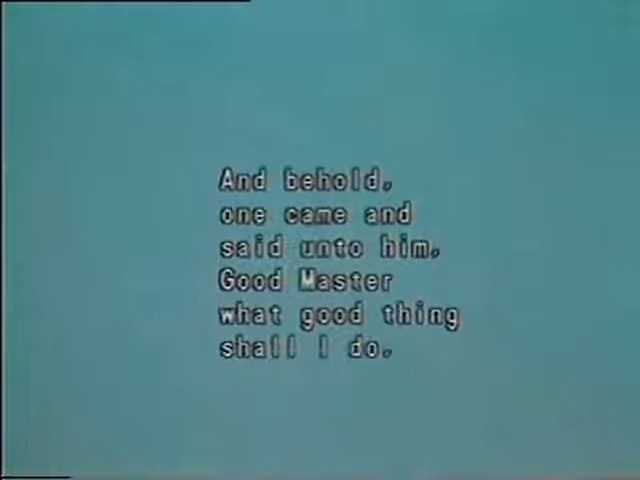 And behold,
one came and
said unto him,
Good Master
what good thing
shall I do.